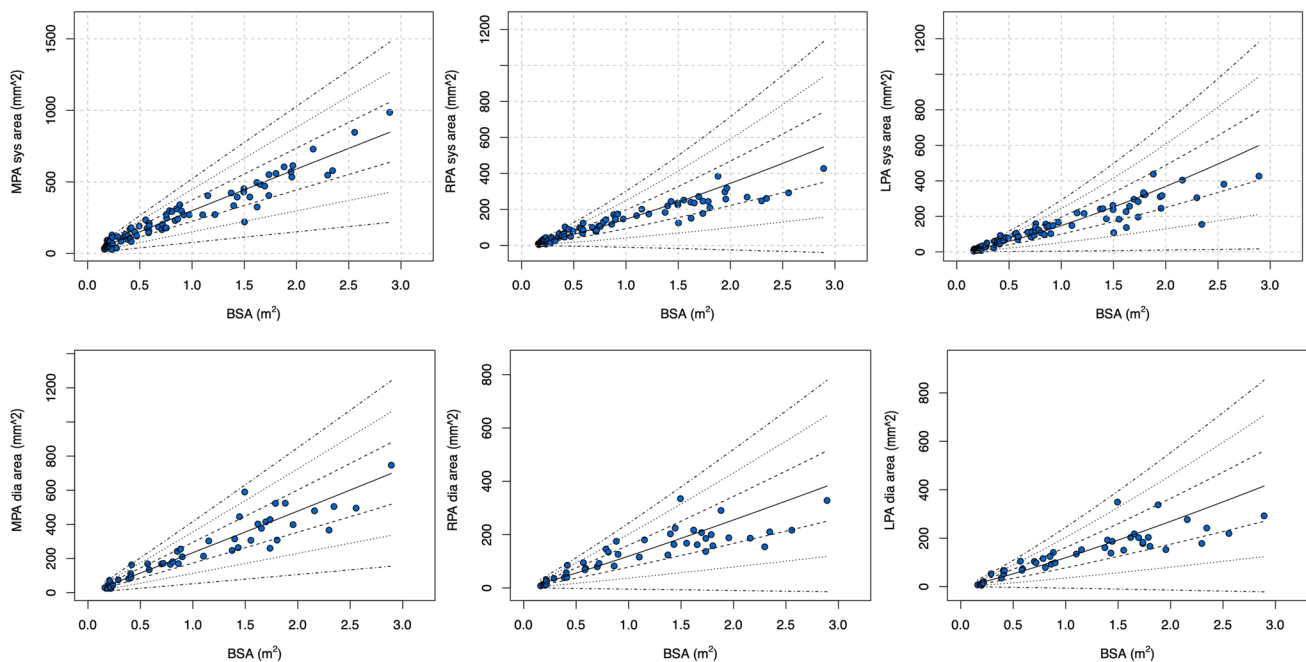 MPA sys area (mm^2)
0 500 1000 1500
0.0 0.5 1.0 1.5 2.0 2.5 3.0
BSA (m²)
RPA sys area (mm^2)
0 200 400 600 800 1200
0.0 0.5 1.0 1.5 2.0 2.5 3.0
BSA (m²)
LPA sys area (mm^2)
0 200 400 600 800 1200
0.0 0.5 1.0 1.5 2.0 2.5 3.0
BSA (m²)
MPA dia area (mm^2)
0 200 400 600 800 1200
0.0 0.5 1.0 1.5 2.0 2.5 3.0
BSA (m²)
RPA dia area (mm^2)
0 200 400 600 800
0.0 0.5 1.0 1.5 2.0 2.5 3.0
BSA (m²)
LPA dia area (mm^2)
0 200 400 600 800
0.0 0.5 1.0 1.5 2.0 2.5 3.0
BSA (m²)